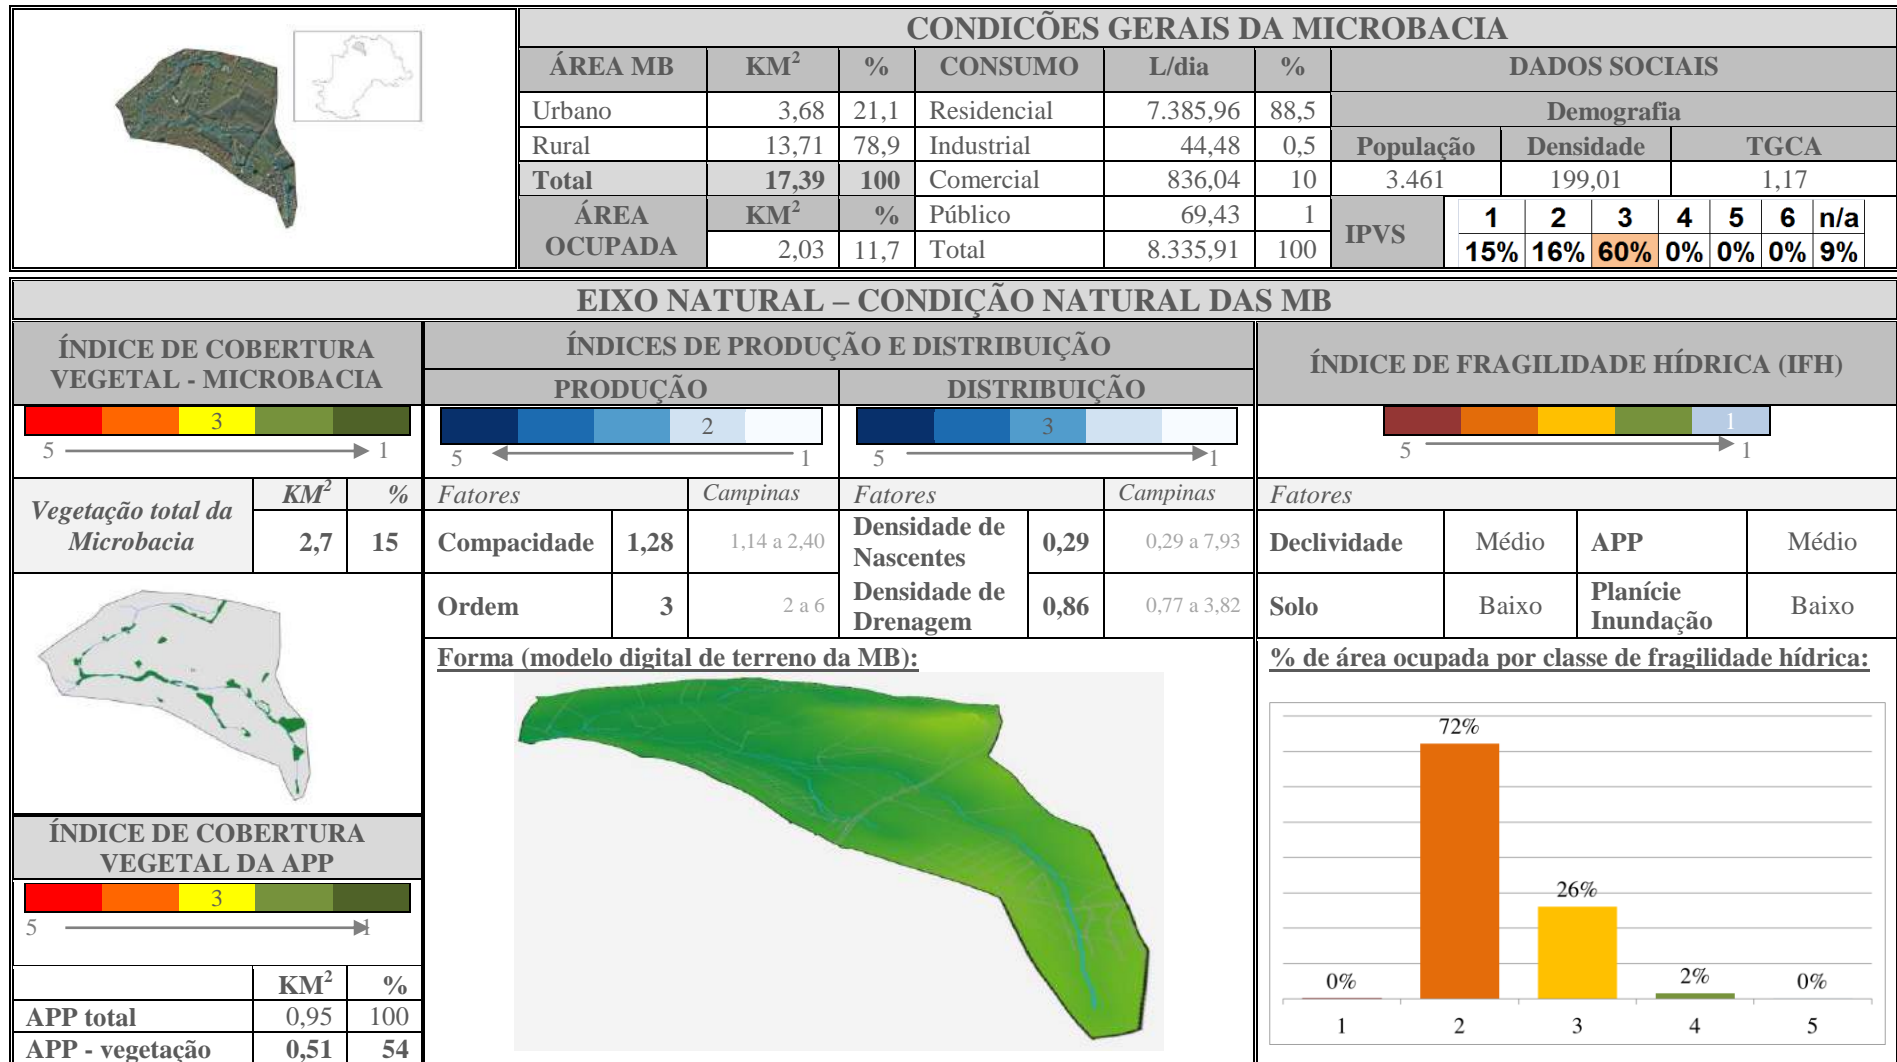 CONDICÕES GERAIS DA MICROBACIA
ÁREA MB KM² % CONSUMO L/dia % DADOS SOCIAIS
Urbano 3,68 21,1 Residencial 7.385,96 88,5 Demografia
Rural 13,71 78,9 Industrial 44,48 0,5 População Densidade TGCA
Total 17,39 100 Comercial 836,04 10 3.461 199,01 1,17
ÁREA OCUPADA KM² % Público 69,43 1 IPVS 1 2 3 4 5 6 n/a
2,03 11,7 Total 8.335,91 100 15% 16% 60% 0% 0% 0% 9%
EIXO NATURAL – CONDIÇÃO NATURAL DAS MB
ÍNDICE DE COBERTURA
VEGETAL - MICROBACIA
3
5 1
Vegetação total da
Microbacia
KM² %
2,7 15
ÍNDICE DE COBERTURA
VEGETAL DA APP
3
5 1
KM² %
APP total 0,95 100
APP - vegetação 0,51 54
ÍNDICES DE PRODUÇÃO E DISTRIBUIÇÃO
PRODUÇÃO DISTRIBUIÇÃO
2 3
5 1 5 1
Fatores Campinas Fatores Campinas
Compacidade 1,28 1,14 a 2,40 Densidade de Nascentes 0,29 0,29 a 7,93
Ordem 3 2 a 6 Densidade de Drenagem 0,86 0,77 a 3,82
Forma (modelo digital de terreno da MB):
ÍNDICE DE FRAGILIDADE HÍDRICA (IFH)
1
5 1
Fatores
Declividade Médio APP Médio
Solo Baixo Planície Inundação Baixo
% de área ocupada por classe de fragilidade hídrica:
0% 72% 26% 2% 0%
1 2 3 4 5